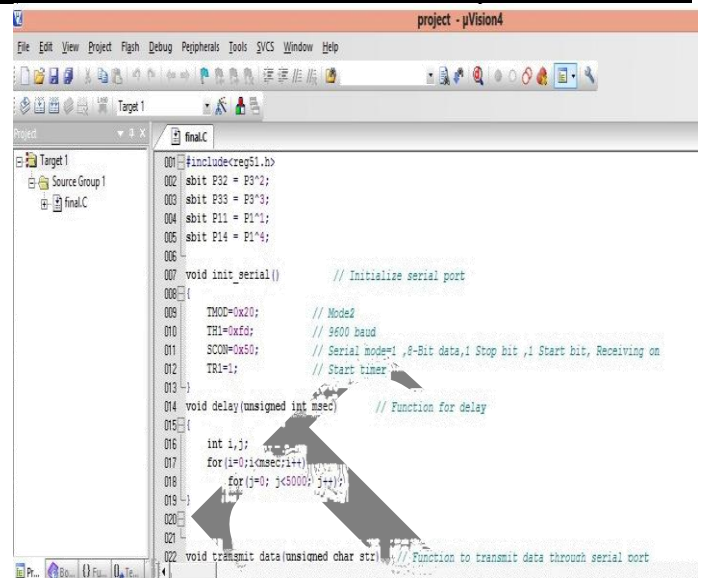 project - µVision4
File Edit View Project Flash Debug Peripherals Tools SVCS Window Help
Target 1
Project
final.C
Target 1
Source Group 1
final.C
001 #include<reg51.h>
002 sbit P32 = P3^2;
003 sbit P33 = P3^3;
004 sbit P11 = P1^1;
005 sbit P14 = P1^4;
006
007 void init_serial() // Initialize serial port
008 {
009 TMOD=0x20; // Mode2
010 TH1=0xfd; // 9600 baud
011 SCON=0x50; // Serial mode=1 ,8-Bit data,1 Stop bit ,1 Start bit, Receiving on
012 TR1=1; // Start timer
013 }
014 void delay(unsigned int msec) // Function for delay
015 {
016 int i,j;
017 for(i=0;i<msec;i++)
018 for(j=0; j<5000; j++);
019 }
020
021
022 void transmit_data(unsigned char str) // Function to transmit data through serial port
Pr... Bo... {} Fu... 0 Te...